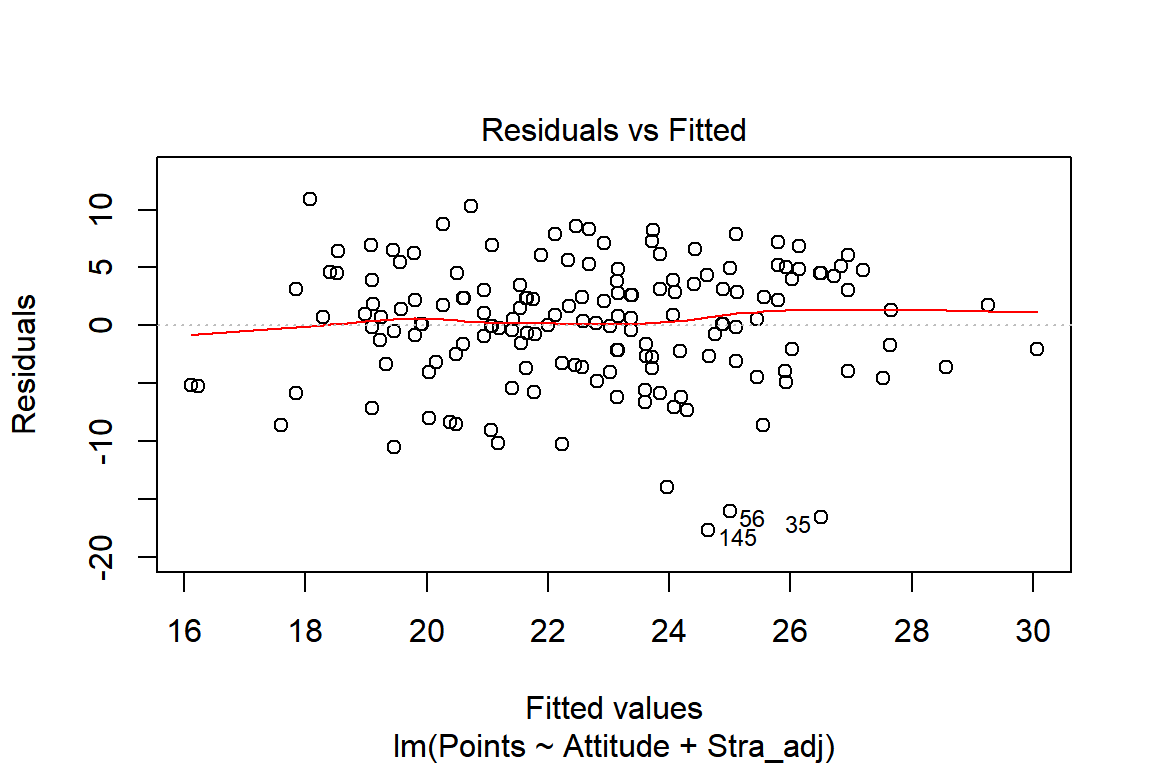 Residuals vs Fitted
Residuals
10
5
0
-10
-20
56
35
145
16 18 20 22 24 26 28 30
Fitted values
lm(Points ~ Attitude + Stra_adj)